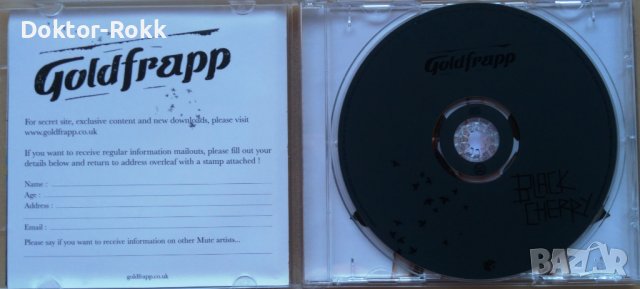 Doktor-Rokk
Goldfrapp
For secret site, exclusive content and new downloads, please visit
www.goldfrapp.co.uk
If you want to receive regular information mailouts, please fill out your
details below and return to address overleaf with a stamp attached !
Name :
Age :
Address :
Email :
Please say if you want to receive information on other Mute artists...
goldfrapp.co.uk
Goldfrapp
BLACK
CHERRY
BAZAR